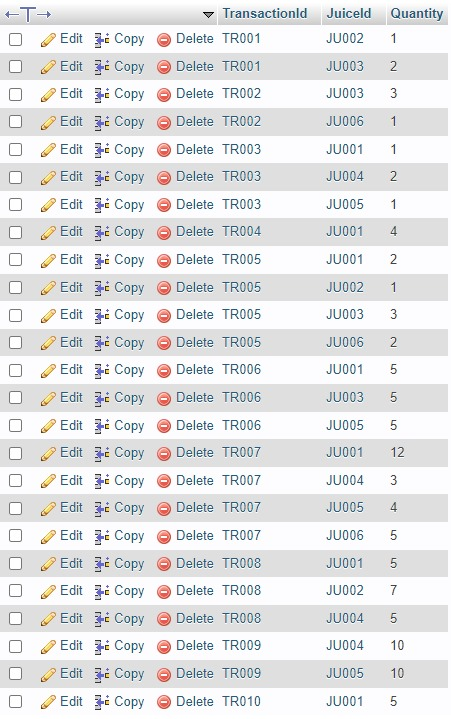 TransactionId JuiceId Quantity
Edit Copy Delete TR001 JU002 1
Edit Copy Delete TR001 JU003 2
Edit Copy Delete TR002 JU003 3
Edit Copy Delete TR002 JU006 1
Edit Copy Delete TR003 JU001 1
Edit Copy Delete TR003 JU004 2
Edit Copy Delete TR003 JU005 1
Edit Copy Delete TR004 JU001 4
Edit Copy Delete TR005 JU001 2
Edit Copy Delete TR005 JU002 1
Edit Copy Delete TR005 JU003 3
Edit Copy Delete TR005 JU006 2
Edit Copy Delete TR006 JU001 5
Edit Copy Delete TR006 JU003 5
Edit Copy Delete TR006 JU005 5
Edit Copy Delete TR007 JU001 12
Edit Copy Delete TR007 JU004 3
Edit Copy Delete TR007 JU005 4
Edit Copy Delete TR007 JU006 5
Edit Copy Delete TR008 JU001 5
Edit Copy Delete TR008 JU002 7
Edit Copy Delete TR008 JU004 5
Edit Copy Delete TR009 JU004 10
Edit Copy Delete TR009 JU005 10
Edit Copy Delete TR010 JU001 5